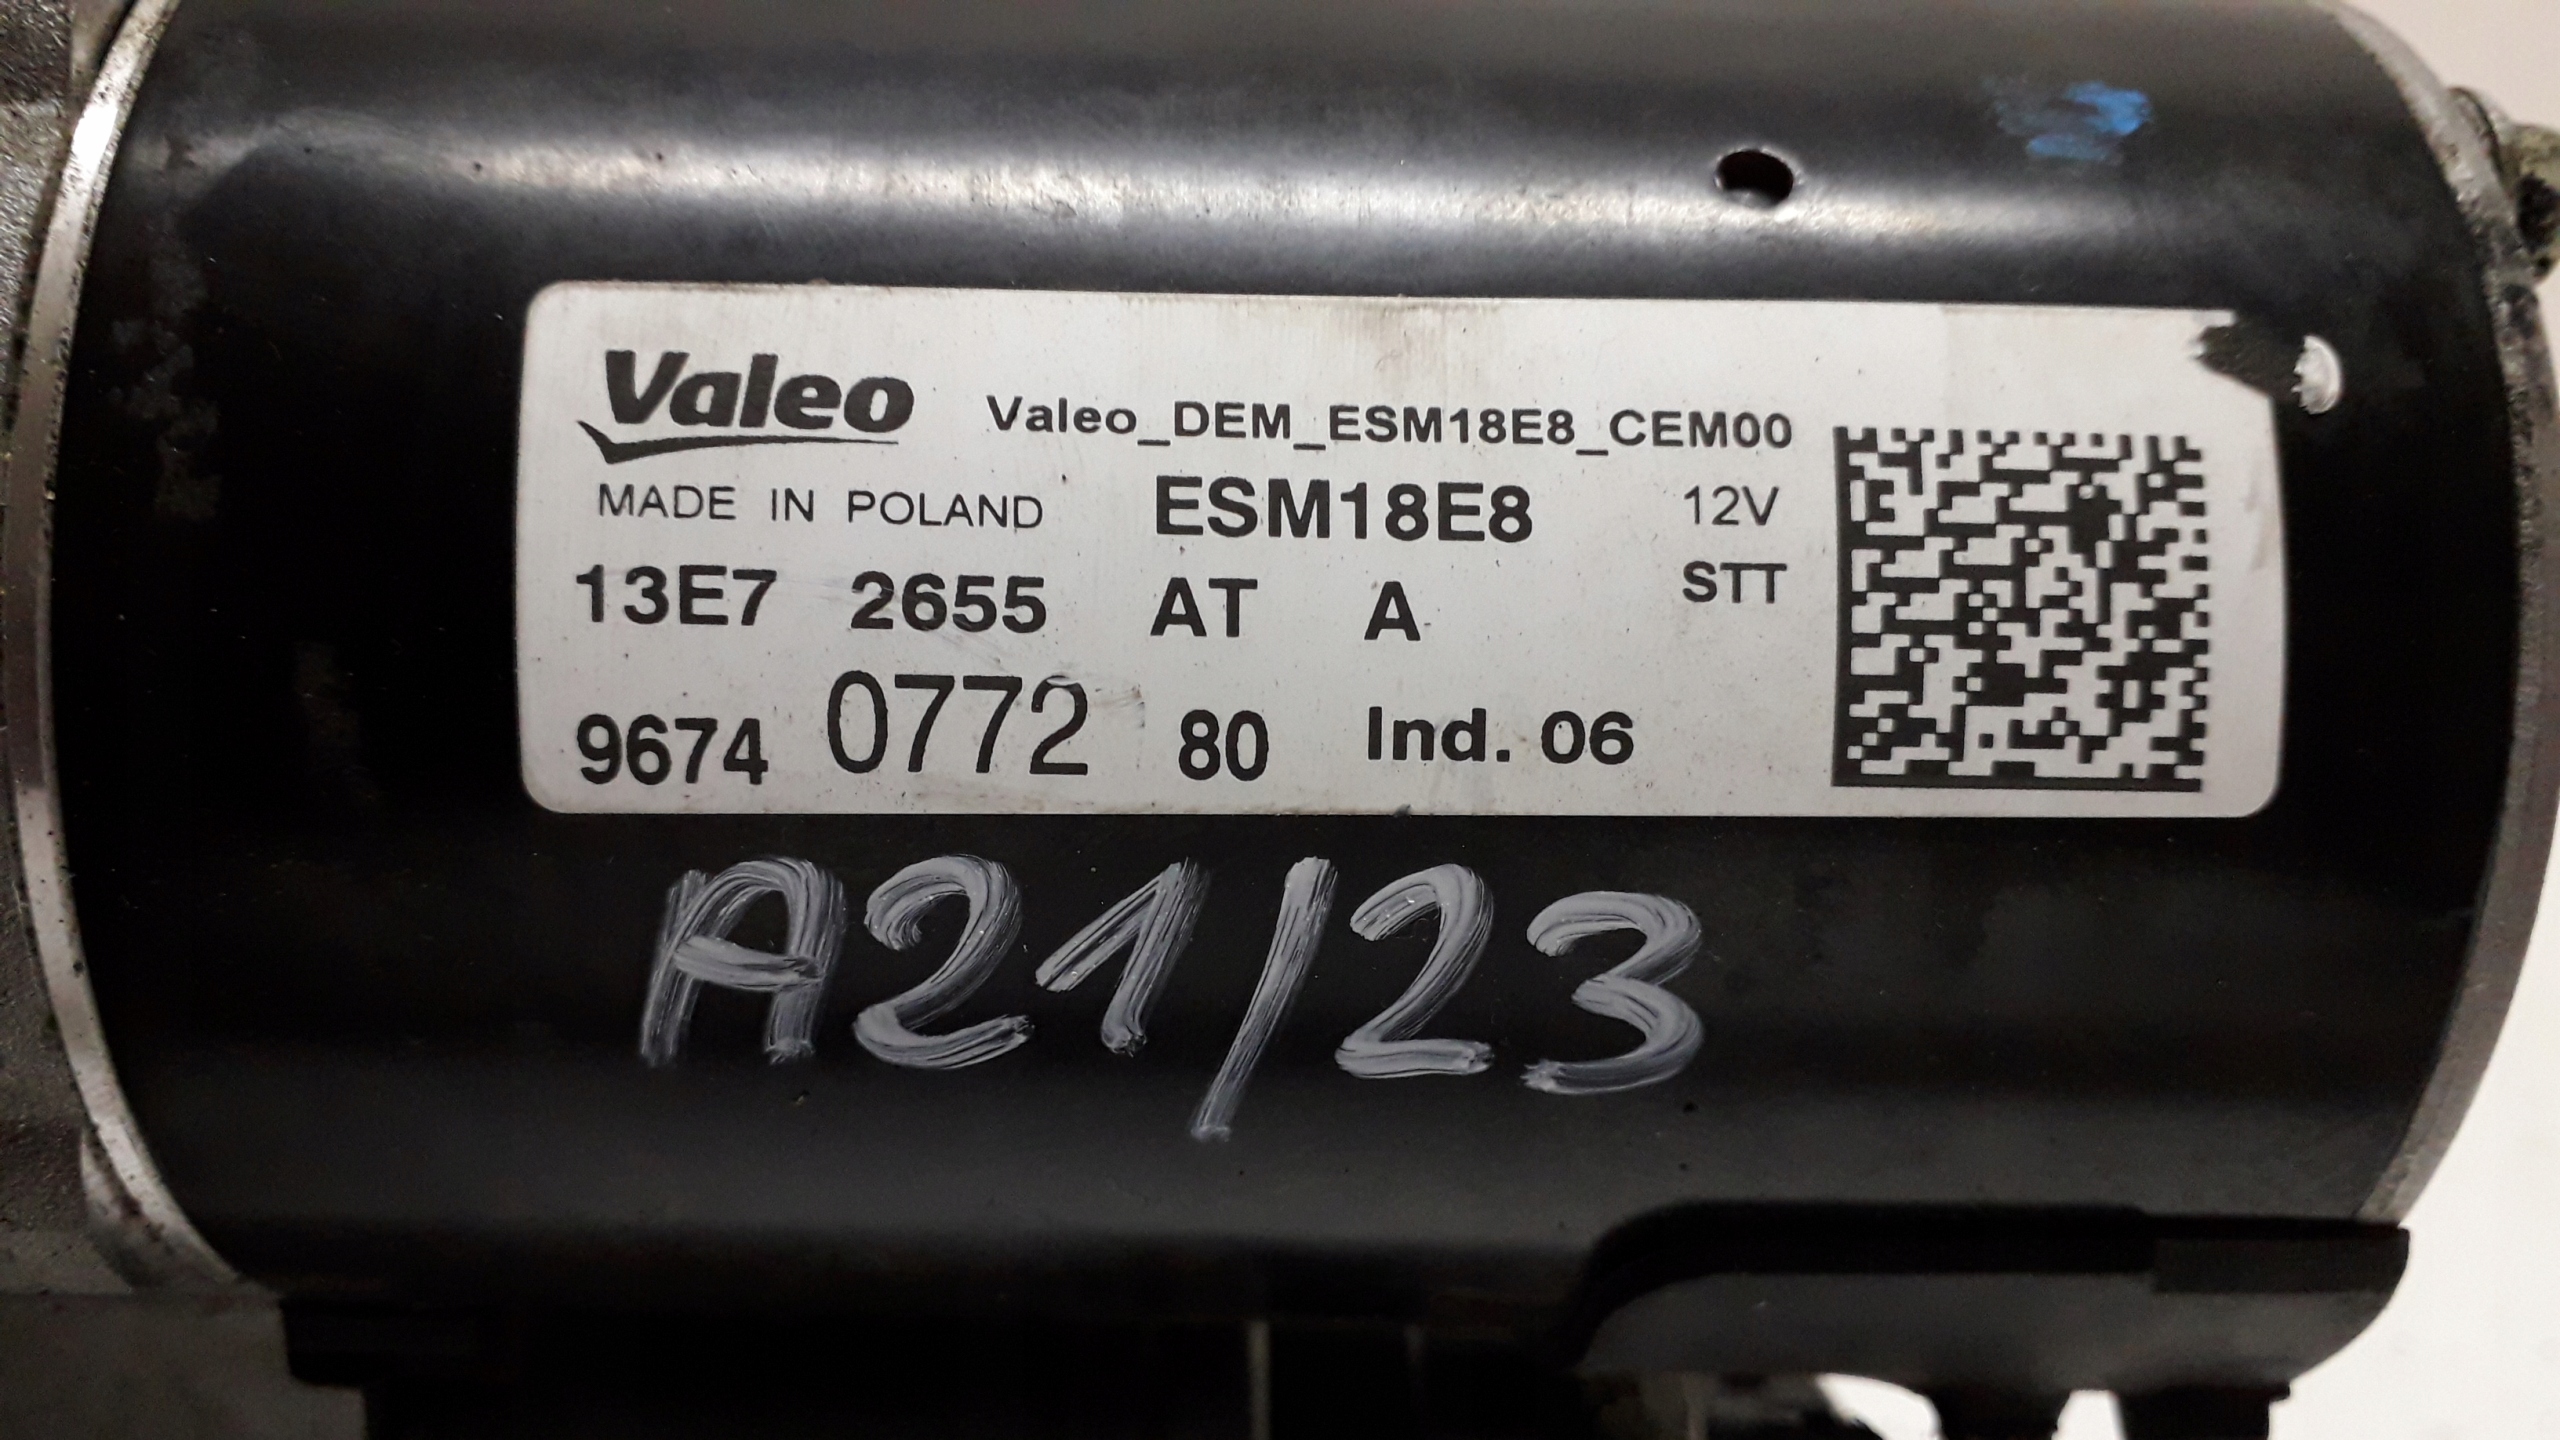 Valeo Valeo_DEM_ESM18E8_CEM00
MADE IN POLAND ESM18E8 12V
13E7 2655 AT A STT
9674 0772 80 Ind. 06
A21/23